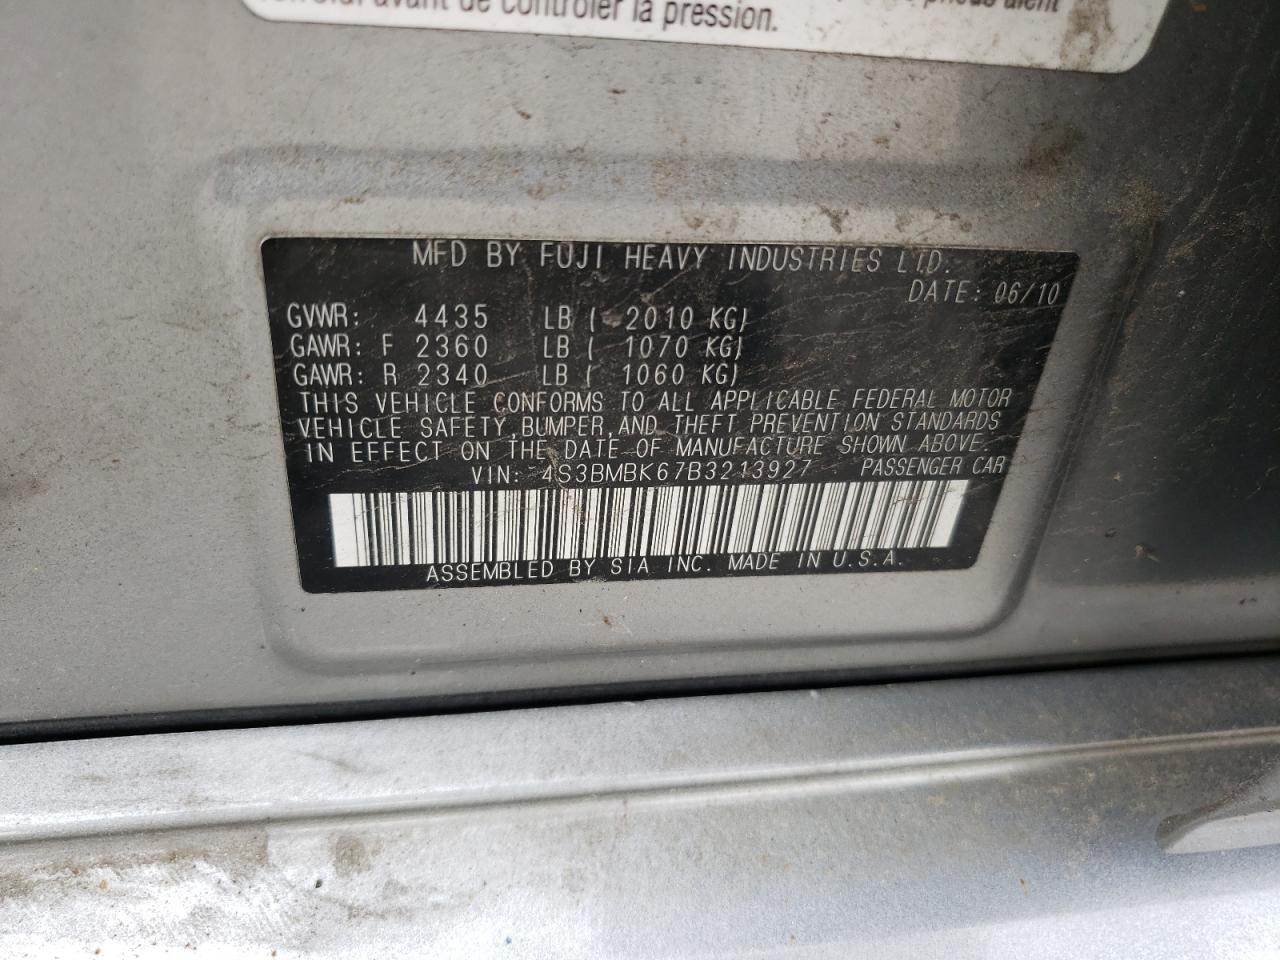 avant de contrôler la pression.
MFD BY FUJI HEAVY INDUSTRIES LTD.
DATE: 06/10
GVWR: 4435 LB ( 2010 KG)
GAWR: F 2360 LB ( 1070 KG)
GAWR: R 2340 LB ( 1060 KG)
THIS VEHICLE CONFORMS TO ALL APPLICABLE FEDERAL MOTOR
VEHICLE SAFETY, BUMPER, AND THEFT PREVENTION STANDARDS
IN EFFECT ON THE DATE OF MANUFACTURE SHOWN ABOVE.
VIN: 4S3BMBK67B3213927 PASSENGER CAR
ASSEMBLED BY SIA INC. MADE IN U.S.A.